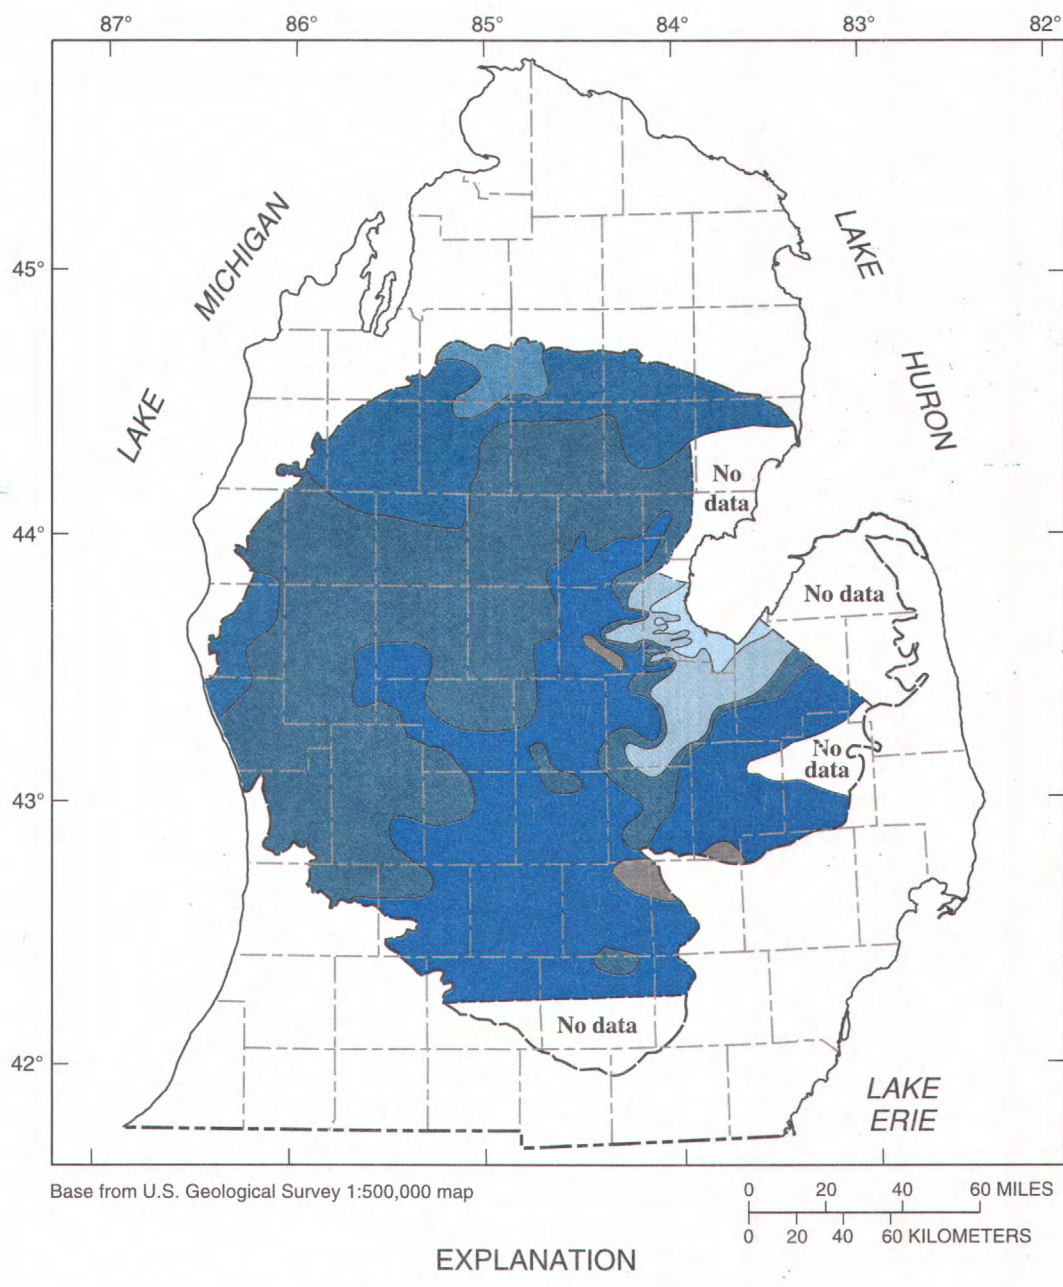 87° 86° 85° 84° 83° 82°
45°
44°
43°
42°
LAKE MICHIGAN
LAKE
HURON
No
data
No data
No
data
No data
LAKE
ERIE
Base from U.S. Geological Survey 1:500,000 map
0 20 40 60 MILES
0 20 40 60 KILOMETERS
EXPLANATION